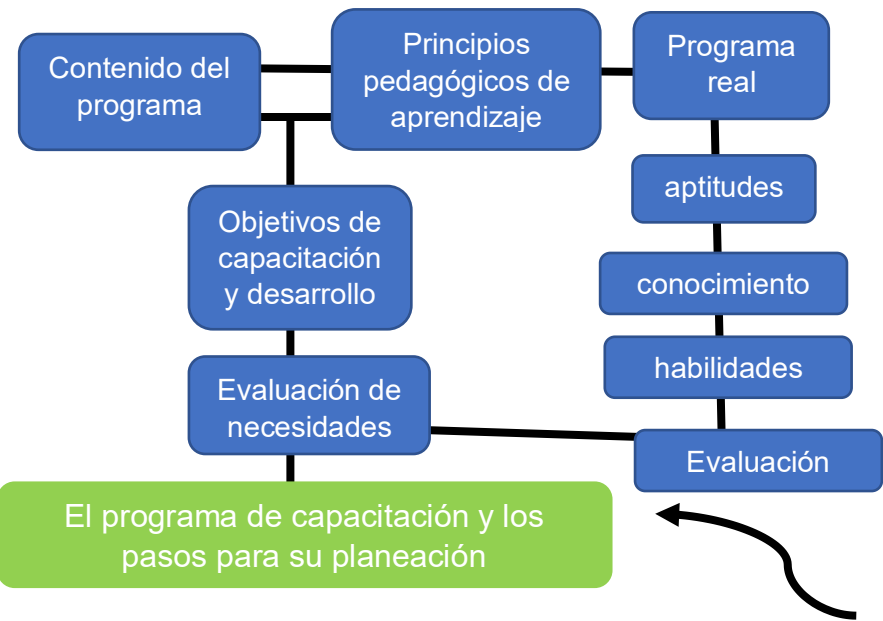 Contenido del
programa
Principios
pedagógicos de
aprendizaje
Programa
real
aptitudes
Objetivos de
capacitación
y desarrollo
conocimiento
habilidades
Evaluación de
necesidades
Evaluación
El programa de capacitación y los
pasos para su planeación